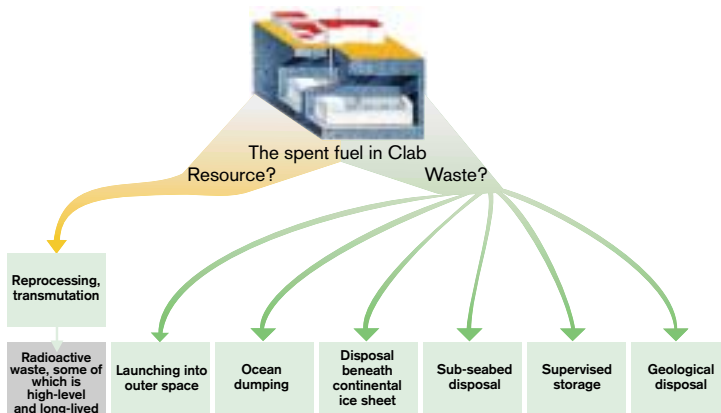 The spent fuel in Clab
Resource?
Waste?
Reprocessing,
transmutation
Radioactive
waste, some of
which is
high-level
and long-lived
Launching into
outer space
Ocean
dumping
Disposal
beneath
continental
ice sheet
Sub-seabed
disposal
Supervised
storage
Geological
disposal